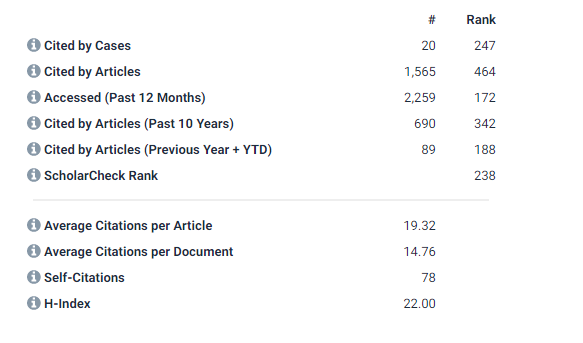 # Rank
Cited by Cases 20 247
Cited by Articles 1,565 464
Accessed (Past 12 Months) 2,259 172
Cited by Articles (Past 10 Years) 690 342
Cited by Articles (Previous Year + YTD) 89 188
ScholarCheck Rank 238
Average Citations per Article 19.32
Average Citations per Document 14.76
Self-Citations 78
H-Index 22.00